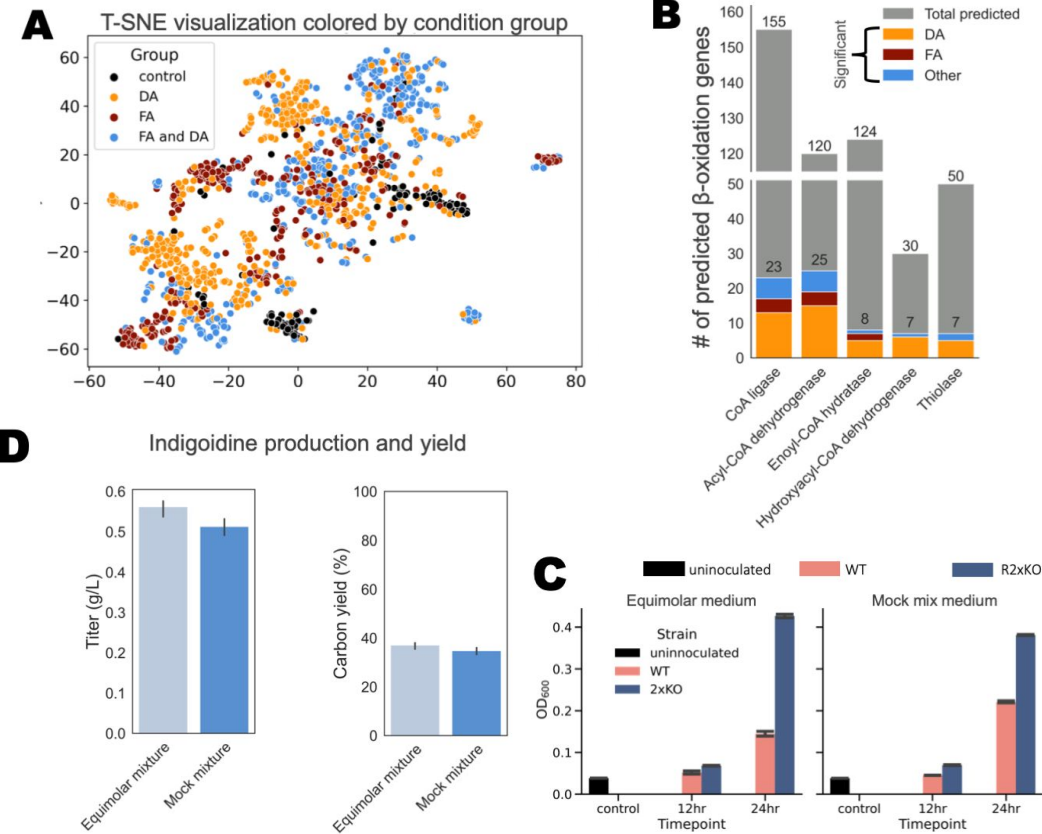 A
T-SNE visualization colored by condition group
Group
control
DA
FA
FA and DA
60
40
20
0
−20
−40
−60
−60
−40
−20
0
20
40
60
80
B
# of predicted β-oxidation genes
160
150
140
130
120
50
40
30
20
10
0
Significant
Total predicted
DA
FA
Other
155
120
124
30
50
23
25
8
7
7
CoA ligase
Acyl-CoA dehydrogenase
Enoyl-CoA hydratase
Hydroxyacyl-CoA dehydrogenase
Thiolase
D
Indigoidine production and yield
Titer (g/L)
0.6
0.5
0.4
0.3
0.2
0.1
0.0
Equimolar mixture
Mock mixture
Carbon yield (%)
100
80
60
40
20
0
Equimolar mixture
Mock mixture
C
uninoculated
WT
R2xKO
Equimolar medium
Mock mix medium
OD600
0.4
0.3
0.2
0.1
0.0
Strain
uninnoculated
WT
2xKO
control
12hr
24hr
Timepoint
control
12hr
24hr
Timepoint